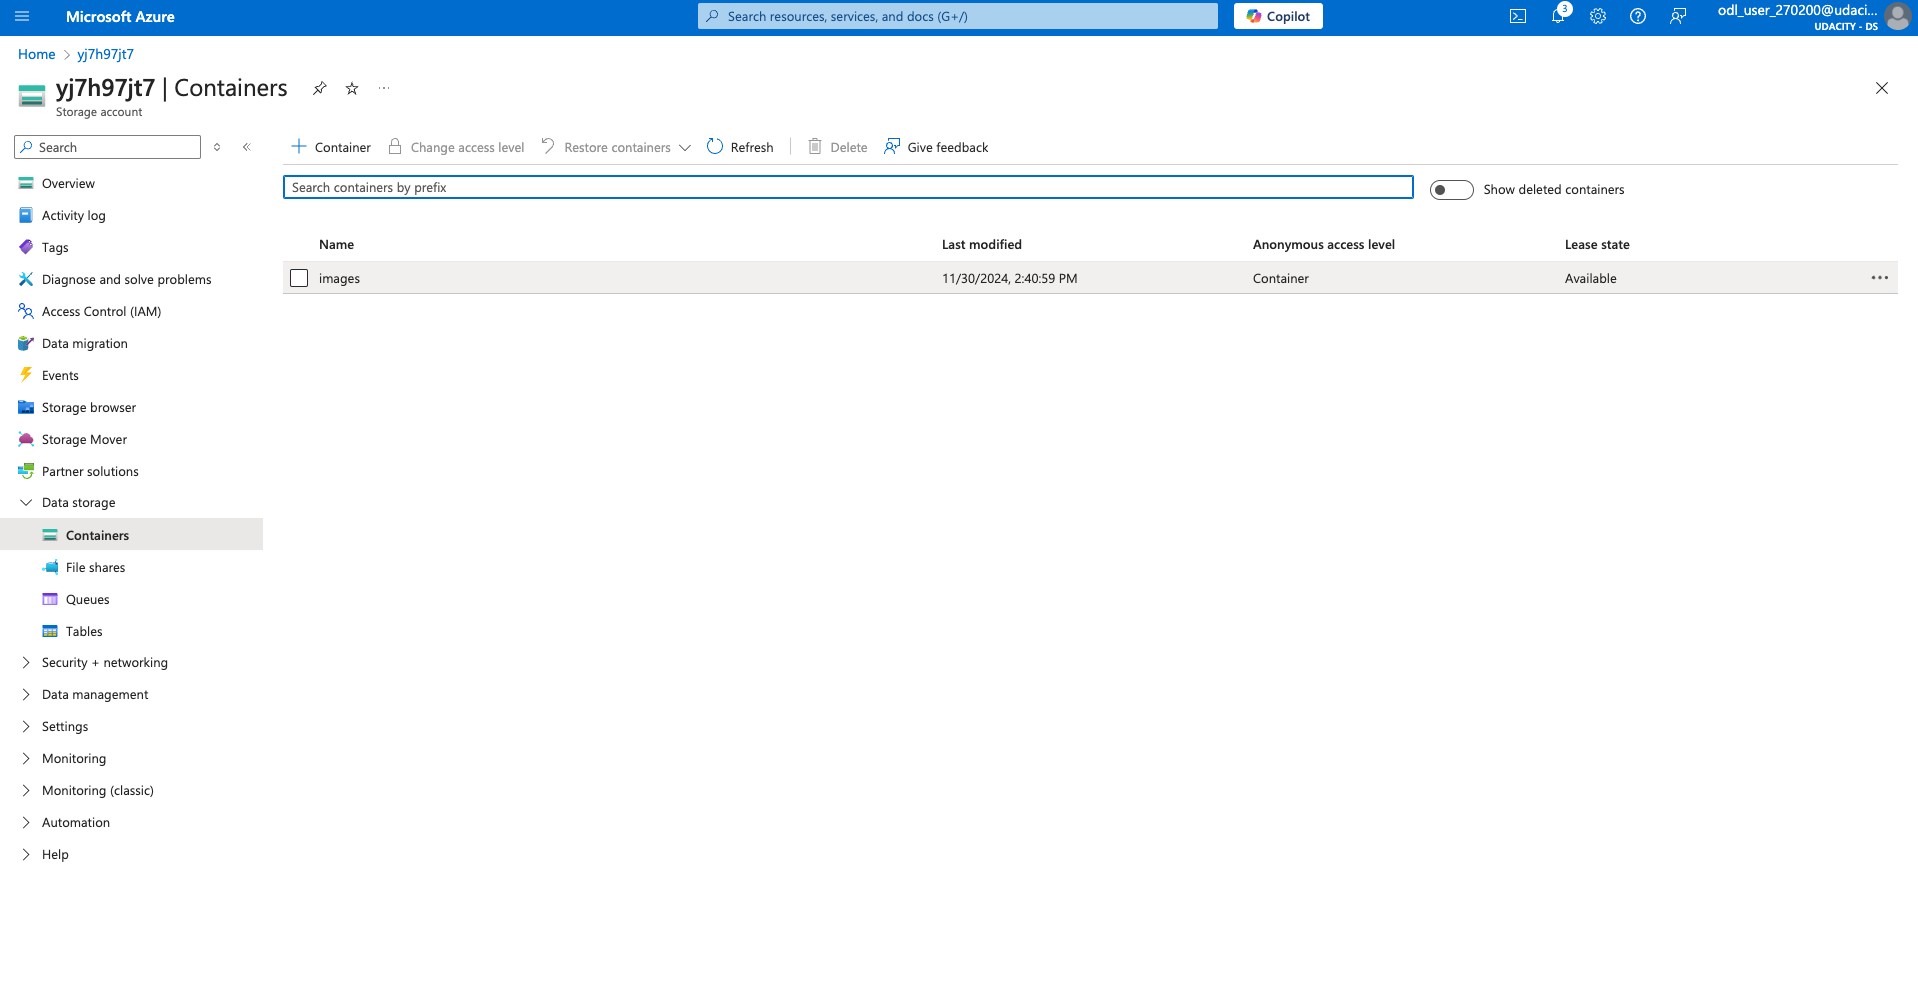 Microsoft Azure
Search resources, services, and docs (G+/)
Copilot
3
odl_user_270200@udaci...
UDACITY - DS
Home > yj7h97jt7
yj7h97jt7 | Containers
Storage account
Search
Container
Change access level
Restore containers
Refresh
Delete
Give feedback
Search containers by prefix
Show deleted containers
Name Last modified Anonymous access level Lease state
images 11/30/2024, 2:40:59 PM Container Available
Overview
Activity log
Tags
Diagnose and solve problems
Access Control (IAM)
Data migration
Events
Storage browser
Storage Mover
Partner solutions
Data storage
Containers
File shares
Queues
Tables
Security + networking
Data management
Settings
Monitoring
Monitoring (classic)
Automation
Help